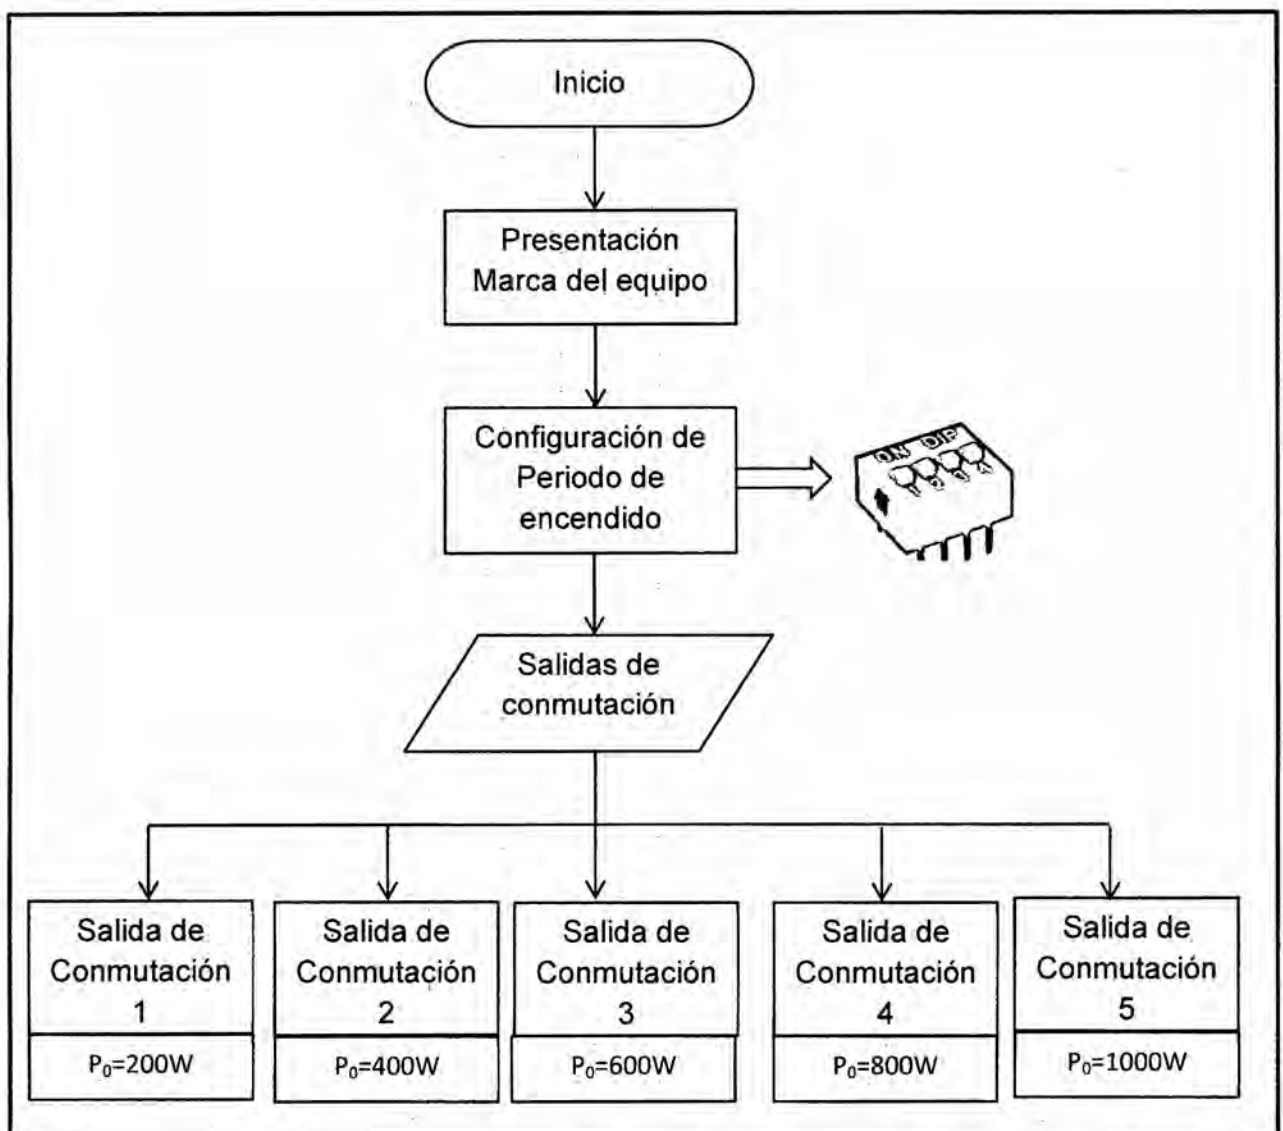 Inicio
Presentación
Marca del equipo
Configuración de
Periodo de
encendido
ON DIP
Salidas de
conmutación
Salida de
Conmutación
1
P₀=200W
Salida de
Conmutación
2
P₀=400W
Salida de
Conmutación
3
P₀=600W
Salida de
Conmutación
4
P₀=800W
Salida de
Conmutación
5
P₀=1000W